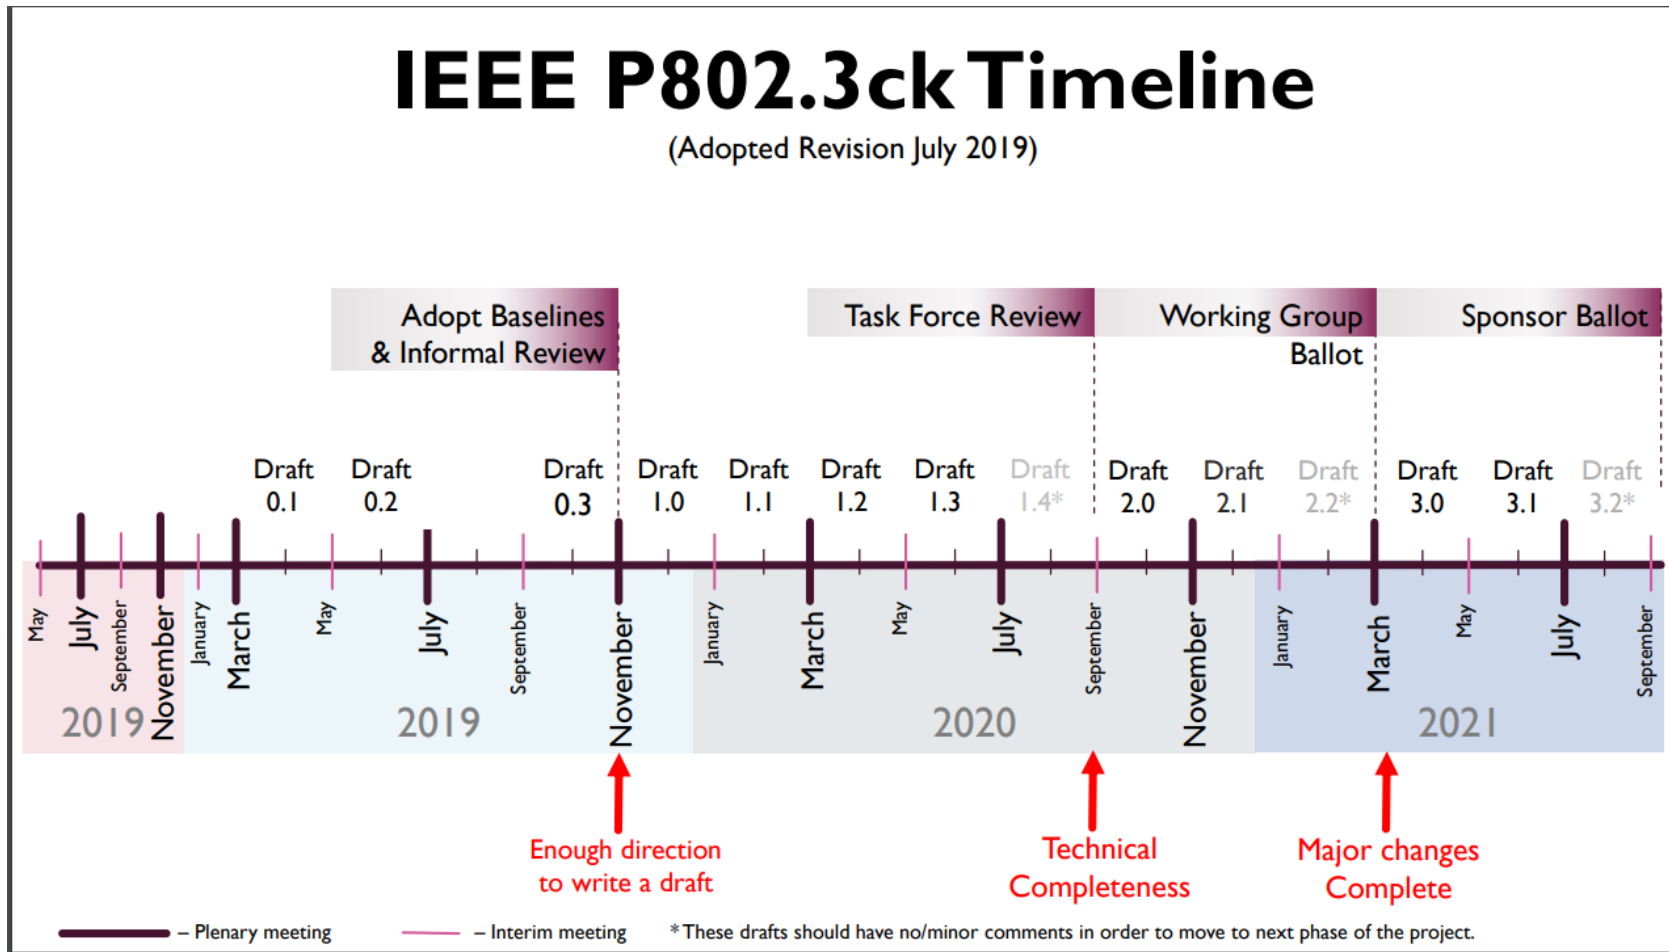 IEEE P802.3ck Timeline
(Adopted Revision July 2019)
Adopt Baselines
& Informal Review
Task Force Review
Working Group
Ballot
Sponsor Ballot
Draft
0.1
Draft
0.2
Draft
0.3
Draft
1.0
Draft
1.1
Draft
1.2
Draft
1.3
Draft
1.4*
Draft
2.0
Draft
2.1
Draft
2.2*
Draft
3.0
Draft
3.1
Draft
3.2*
May
July
September
November
January
March
May
July
September
November
January
March
May
July
September
November
January
March
May
July
September
2019
2019
2020
2021
Enough direction
to write a draft
Technical
Completeness
Major changes
Complete
– Plenary meeting
– Interim meeting
* These drafts should have no/minor comments in order to move to next phase of the project.